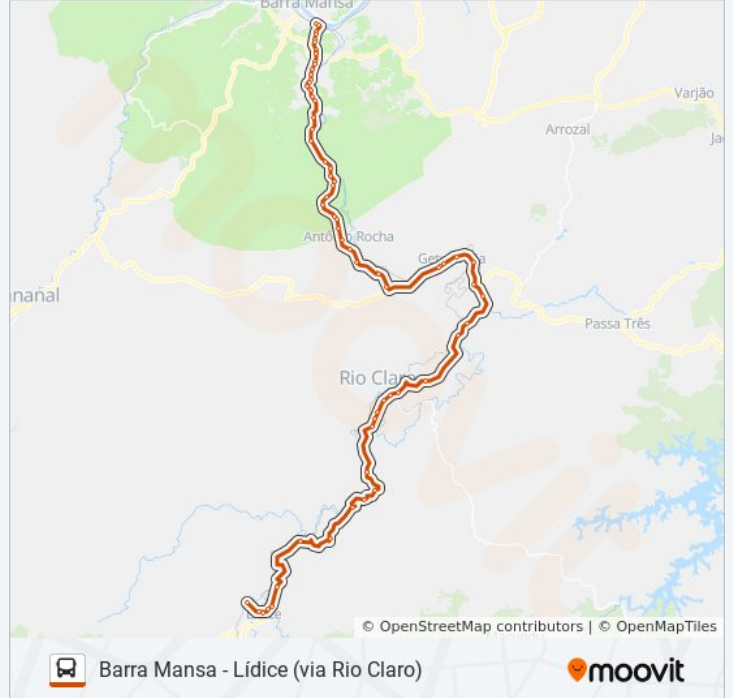 Barra Mansa
Varjão
Arrozal
Rocha
Passa Três
Rio Claro
© OpenStreetMap contributors | © OpenMapTiles
Barra Mansa - Lídice (via Rio Claro)
moovit